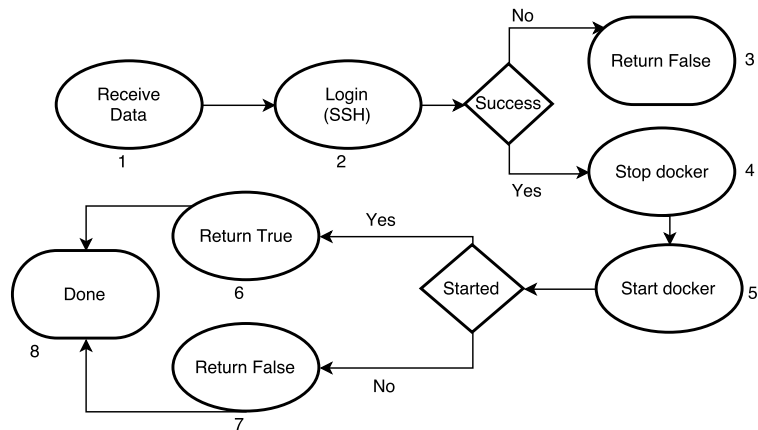 No
Return False
3
Receive
Data
1
Login
(SSH)
2
Success
Yes
Stop docker
4
Yes
Return True
6
Started
Start docker
5
Done
8
Return False
7
No